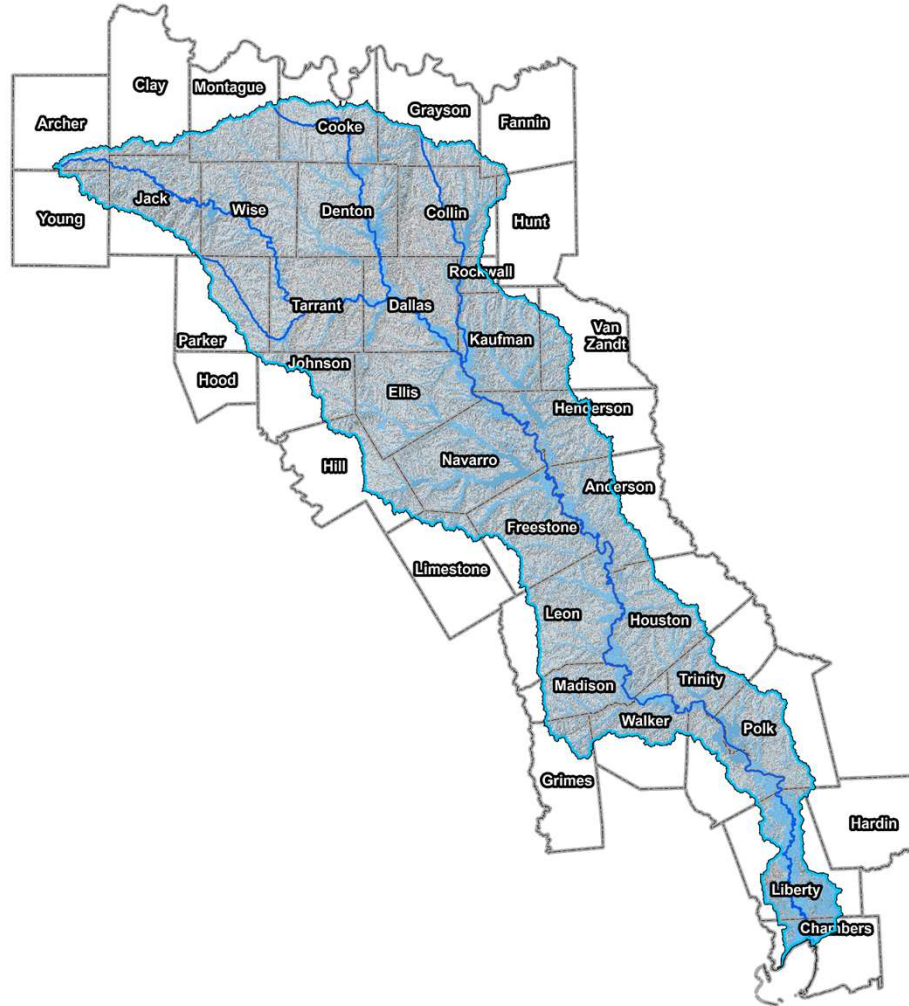 Clay
Montague
Grayson
Archer
Cooke
Fannin
Jack
Wise
Denton
Collin
Young
Hunt
Rockwall
Tarrant
Dallas
Parker
Kaufman
Van
Zandt
Johnson
Hood
Ellis
Henderson
Hill
Navarro
Anderson
Freestone
Limestone
Leon
Houston
Madison
Trinity
Walker
Polk
Grimes
Hardin
Liberty
Chambers